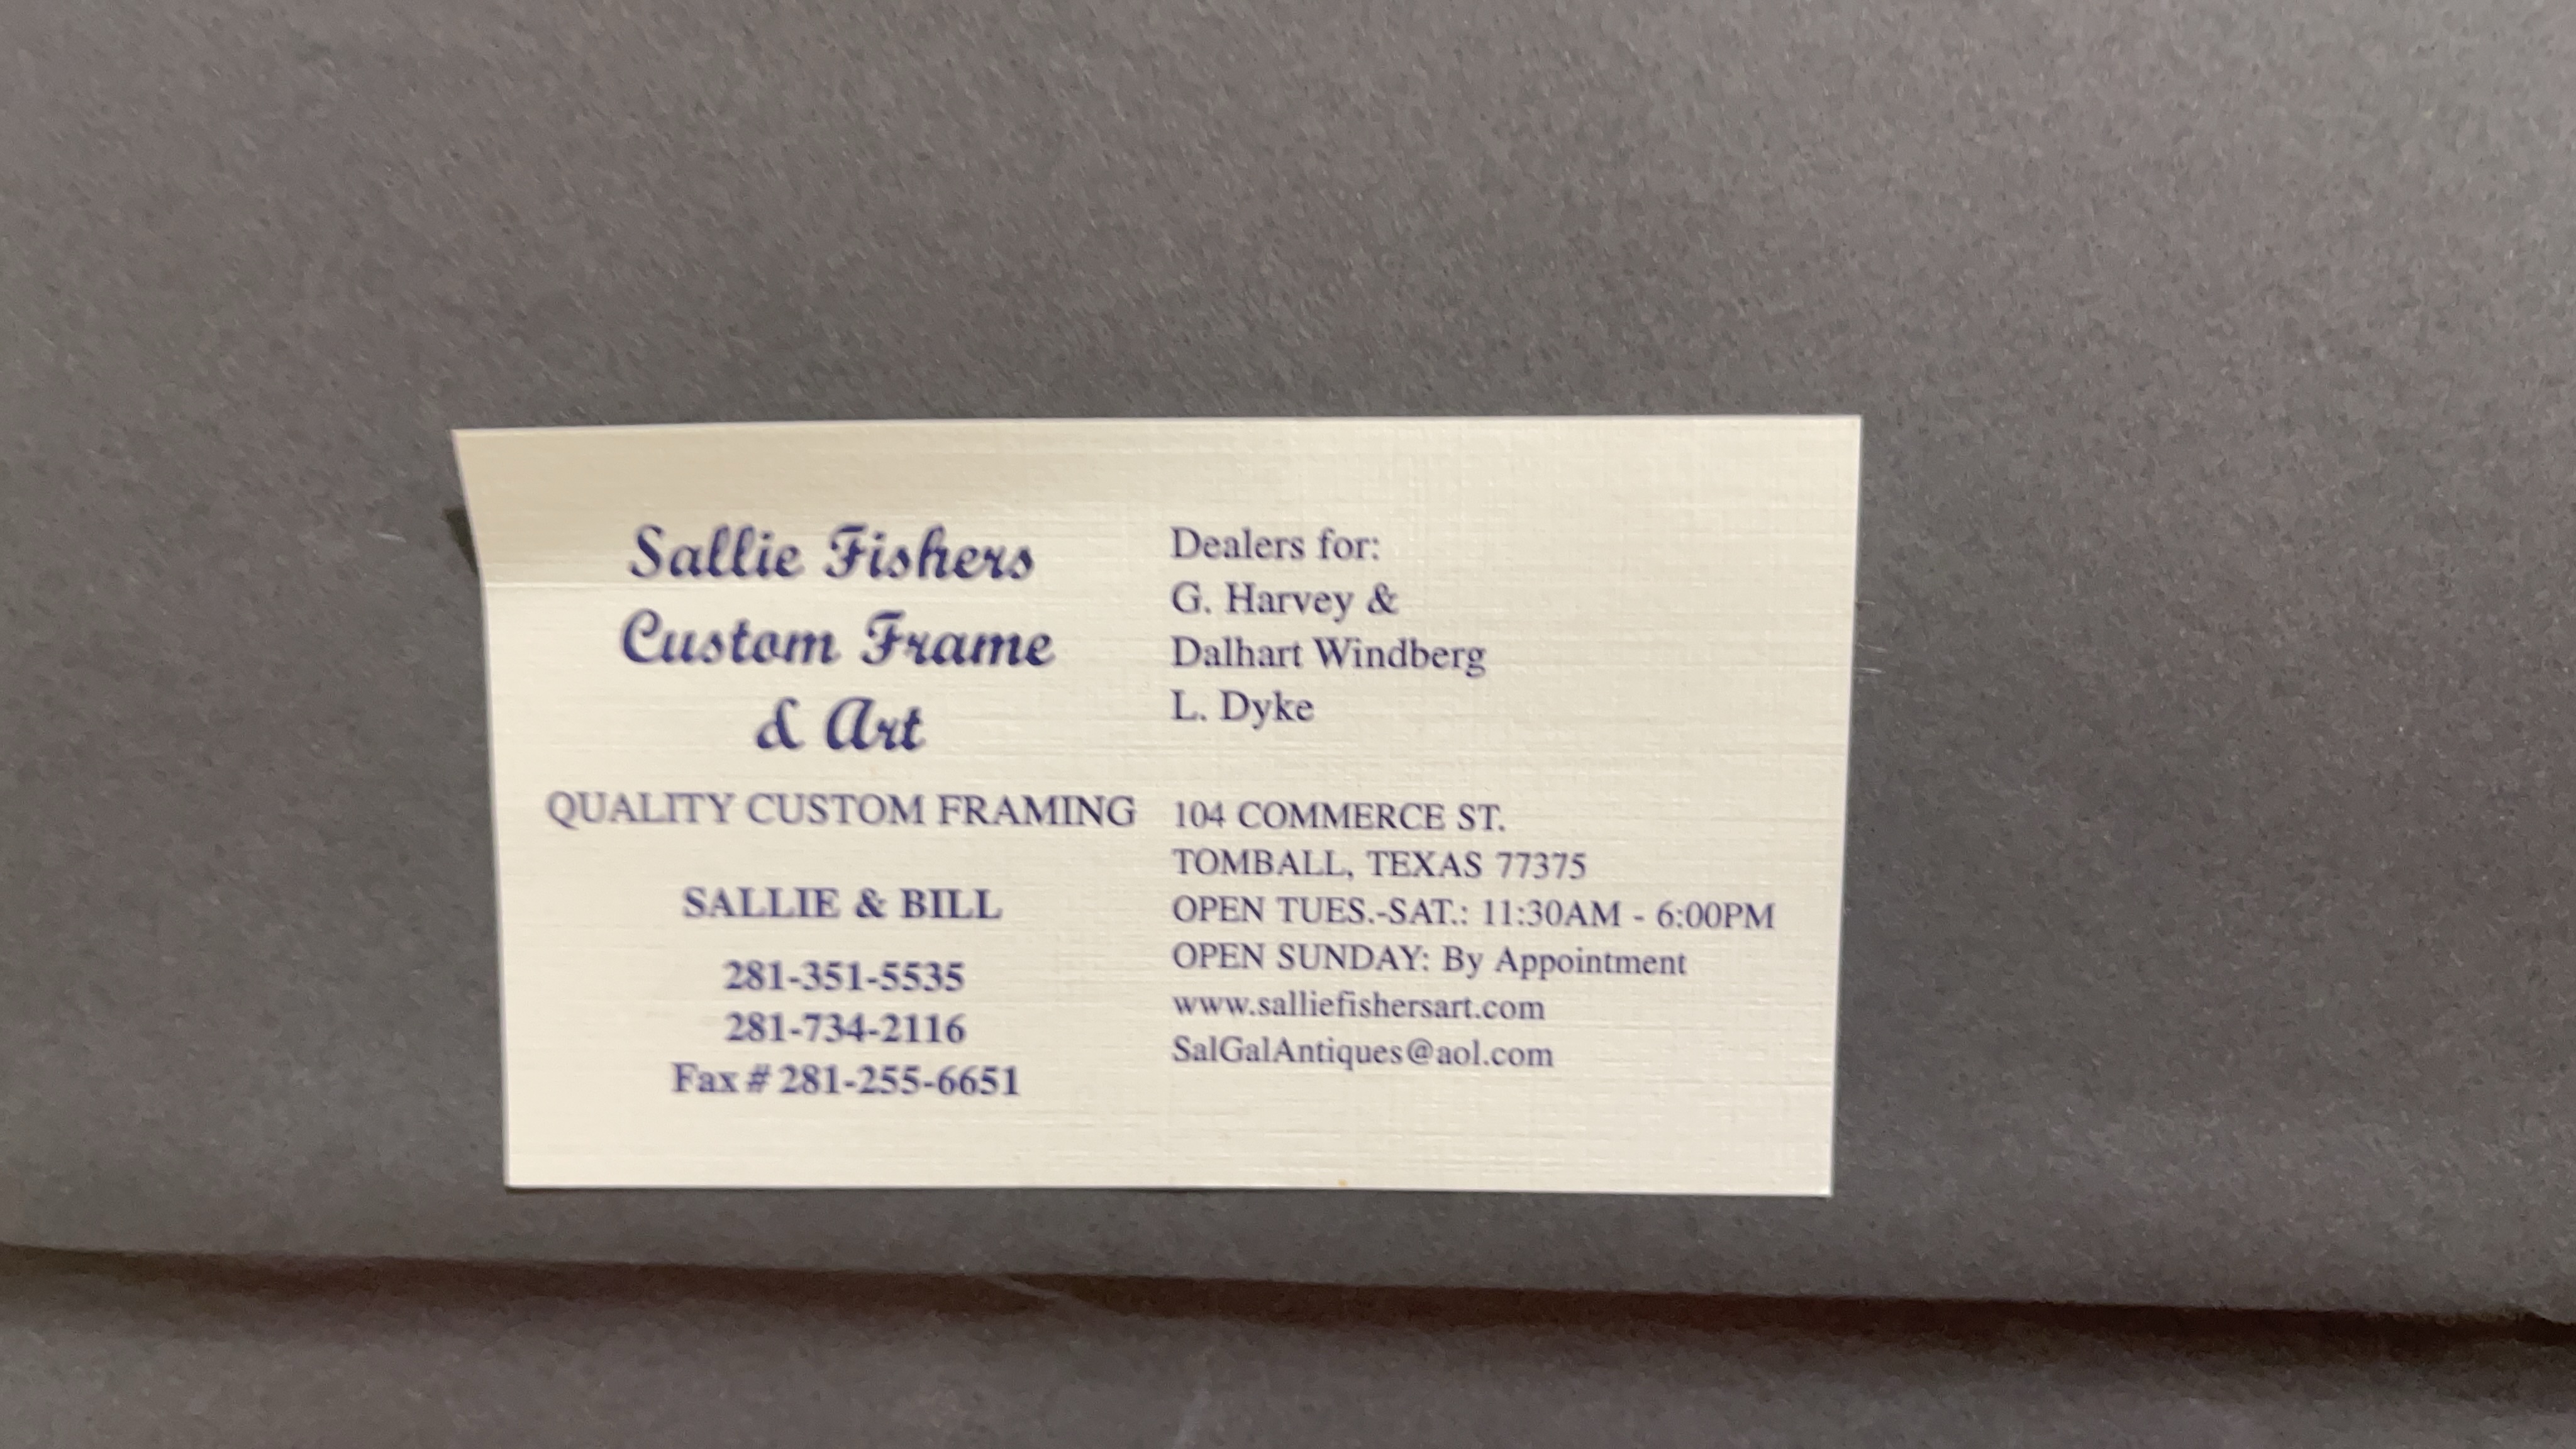 Sallie Fishers
Custom Frame
& Art
QUALITY CUSTOM FRAMING
SALLIE & BILL
281-351-5535
281-734-2116
Fax # 281-255-6651
Dealers for:
G. Harvey &
Dalhart Windberg
L. Dyke
104 COMMERCE ST.
TOMBALL, TEXAS 77375
OPEN TUES.-SAT.: 11:30AM - 6:00PM
OPEN SUNDAY: By Appointment
www.salliefishersart.com
SalGalAntiques@aol.com